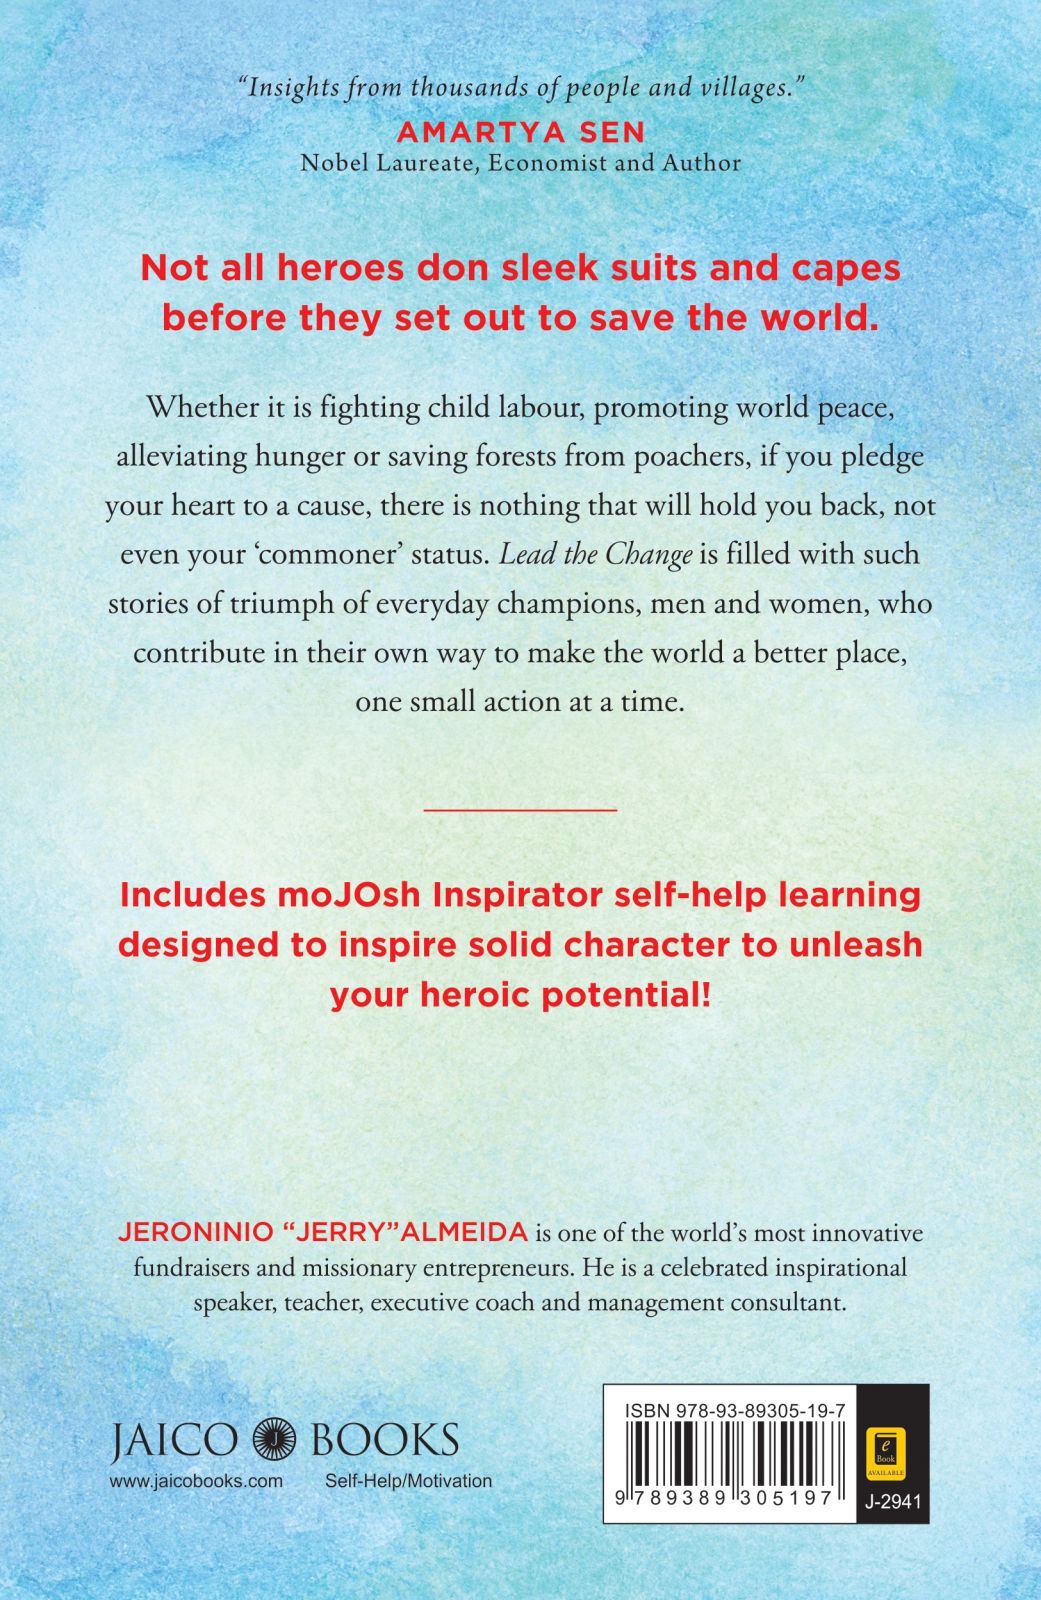 “Insights from thousands of people and villages.”
AMARTYA SEN
Nobel Laureate, Economist and Author
Not all heroes don sleek suits and capes
before they set out to save the world.
Whether it is fighting child labour, promoting world peace,
alleviating hunger or saving forests from poachers, if you pledge
your heart to a cause, there is nothing that will hold you back, not
even your ‘commoner’ status. Lead the Change is filled with such
stories of triumph of everyday champions, men and women, who
contribute in their own way to make the world a better place,
one small action at a time.
Includes moJOsh Inspirator self-help learning
designed to inspire solid character to unleash
your heroic potential!
JERONINIO “JERRY”ALMEIDA is one of the world’s most innovative
fundraisers and missionary entrepreneurs. He is a celebrated inspirational
speaker, teacher, executive coach and management consultant.
JAICO J BOOKS
www.jaicobooks.com Self-Help/Motivation
ISBN 978-93-89305-19-7
9 789389 305197
e
Book
AVAILABLE
J-2941